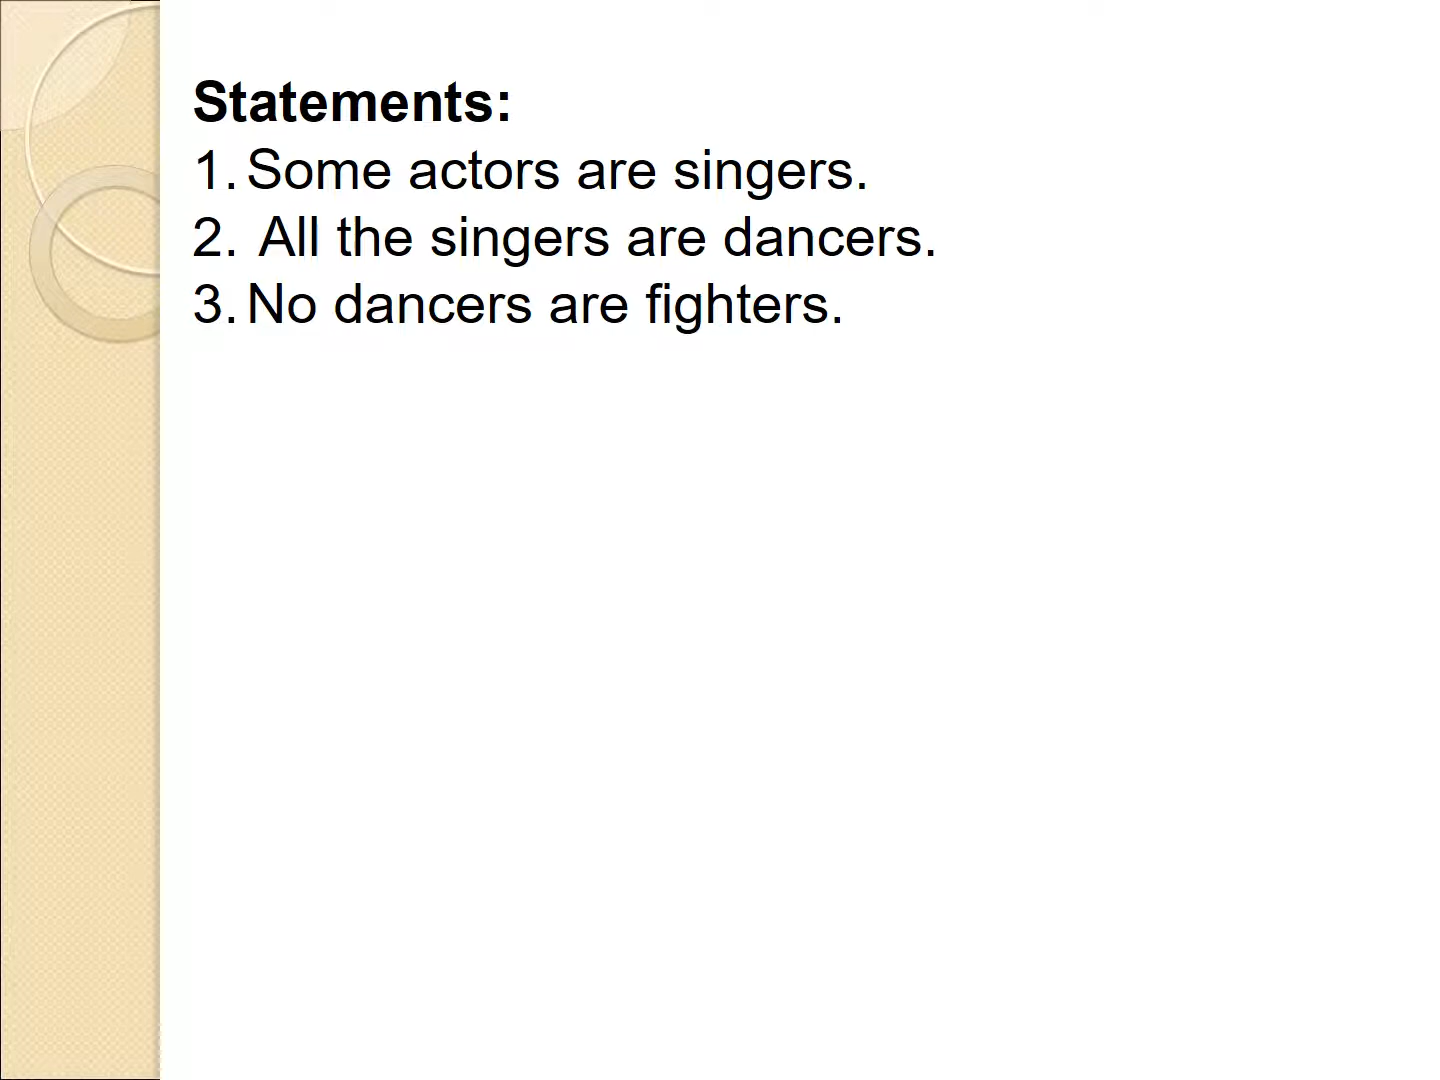 Statements:
1. Some actors are singers.
2. All the singers are dancers.
3. No dancers are fighters.